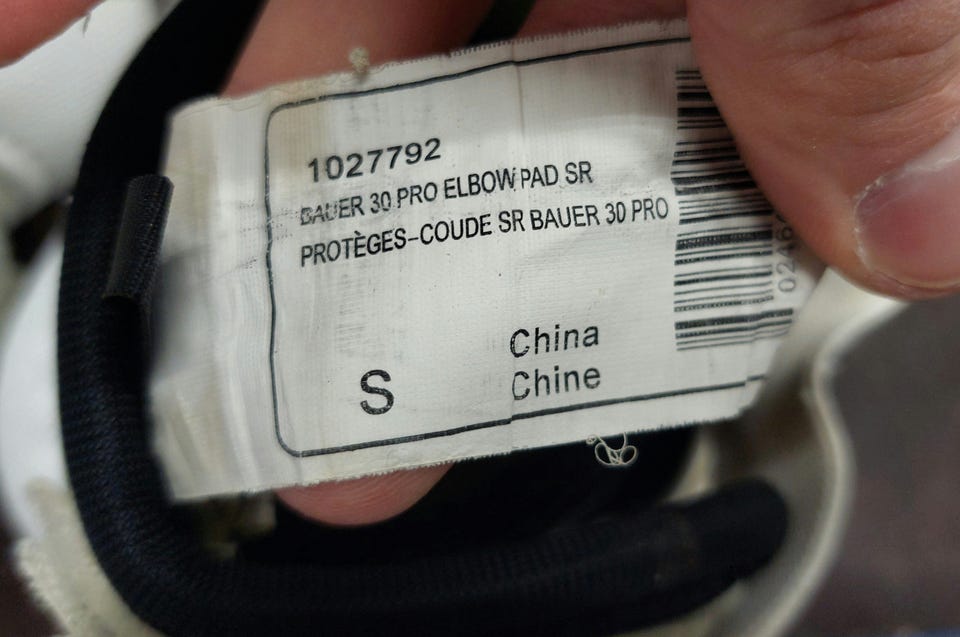 1027792
BAUER 30 PRO ELBOW PAD SR
PROTÈGES-COUDE SR BAUER 30 PRO
S
China
Chine